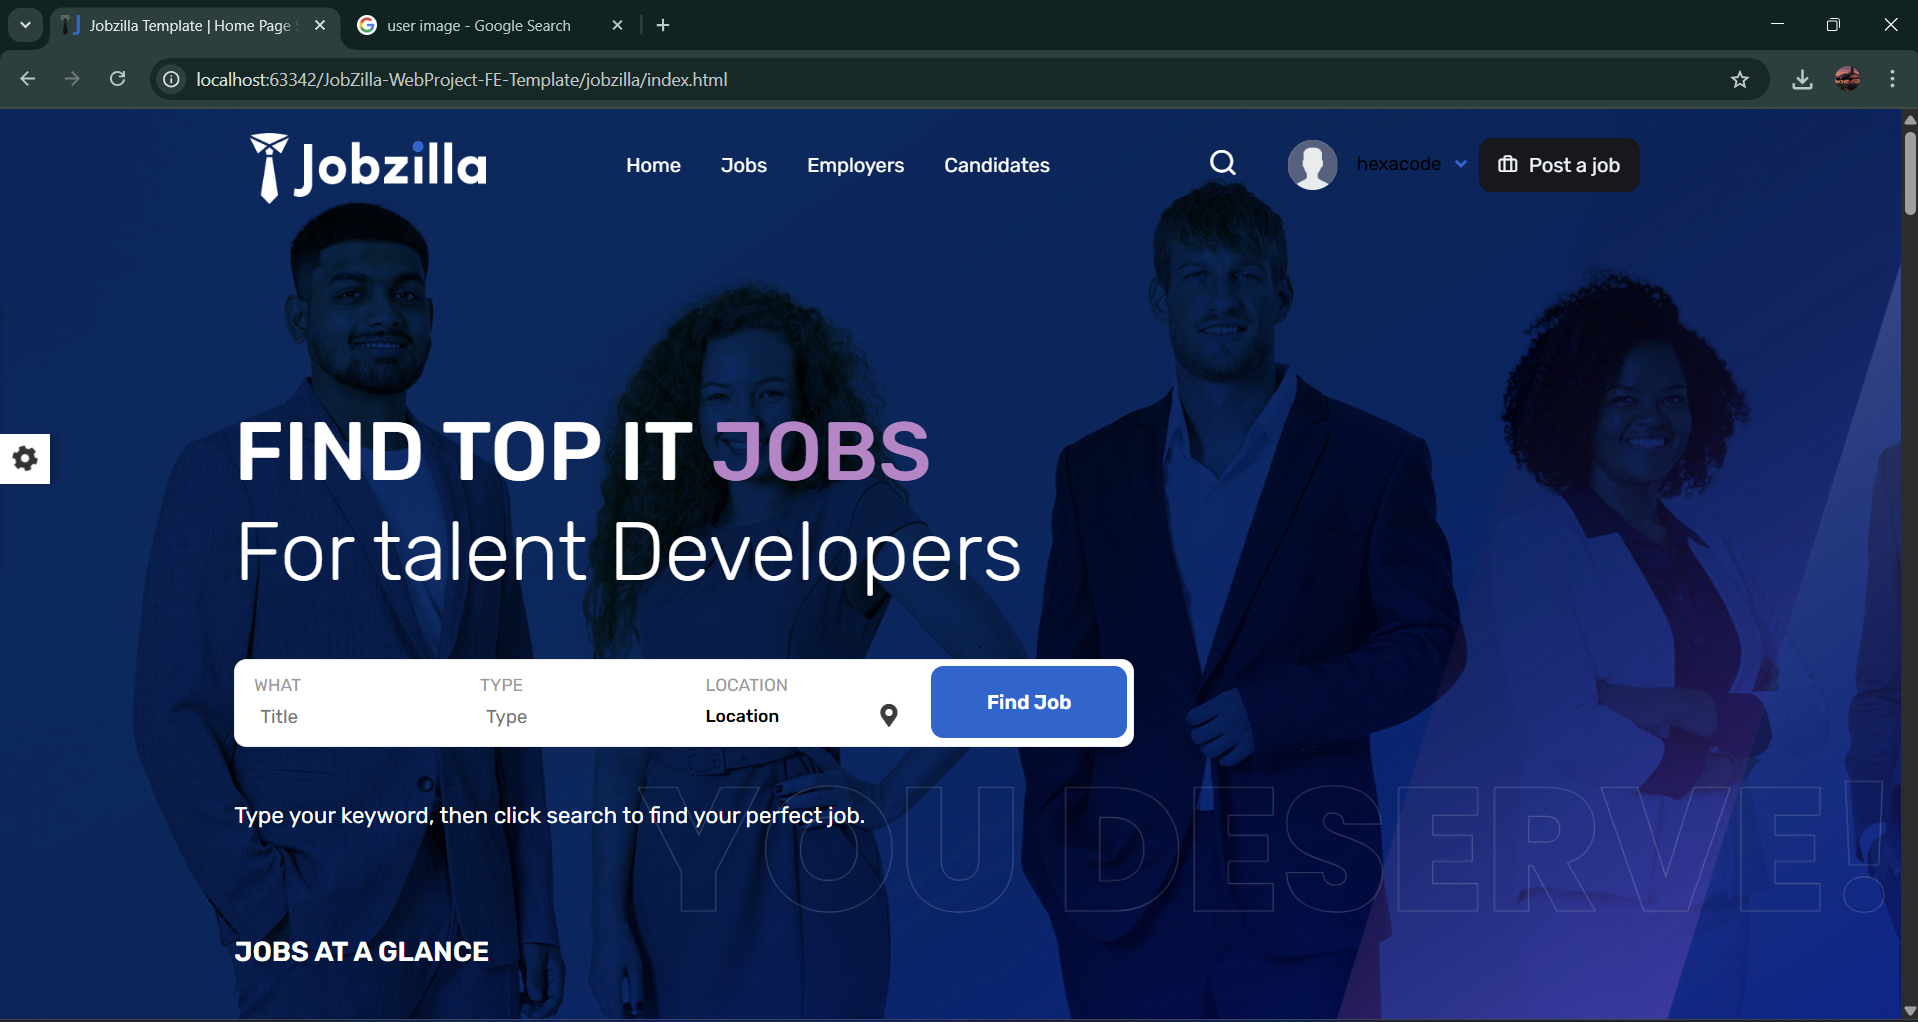 Jobzilla Template | Home Page
user image - Google Search
localhost:63342/JobZilla-WebProject-FE-Template/jobzilla/index.html
Jobzilla
Home
Jobs
Employers
Candidates
hexacode
Post a job
FIND TOP IT JOBS
For talent Developers
WHAT
Title
TYPE
Type
LOCATION
Location
Find Job
Type your keyword, then click search to find your perfect job.
YOU DESERVE!
JOBS AT A GLANCE